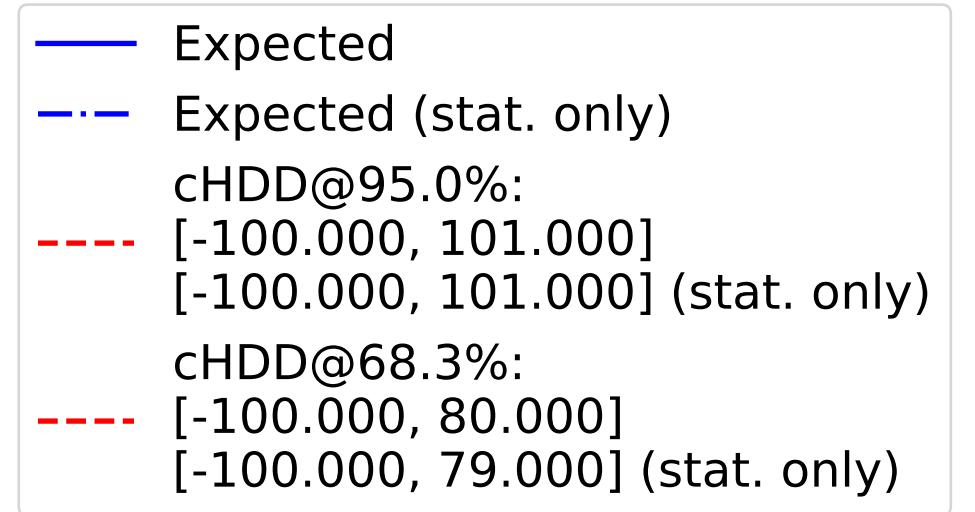 Expected
Expected (stat. only)
cHDD@95.0%:
[-100.000, 101.000]
[-100.000, 101.000] (stat. only)
cHDD@68.3%:
[-100.000, 80.000]
[-100.000, 79.000] (stat. only)